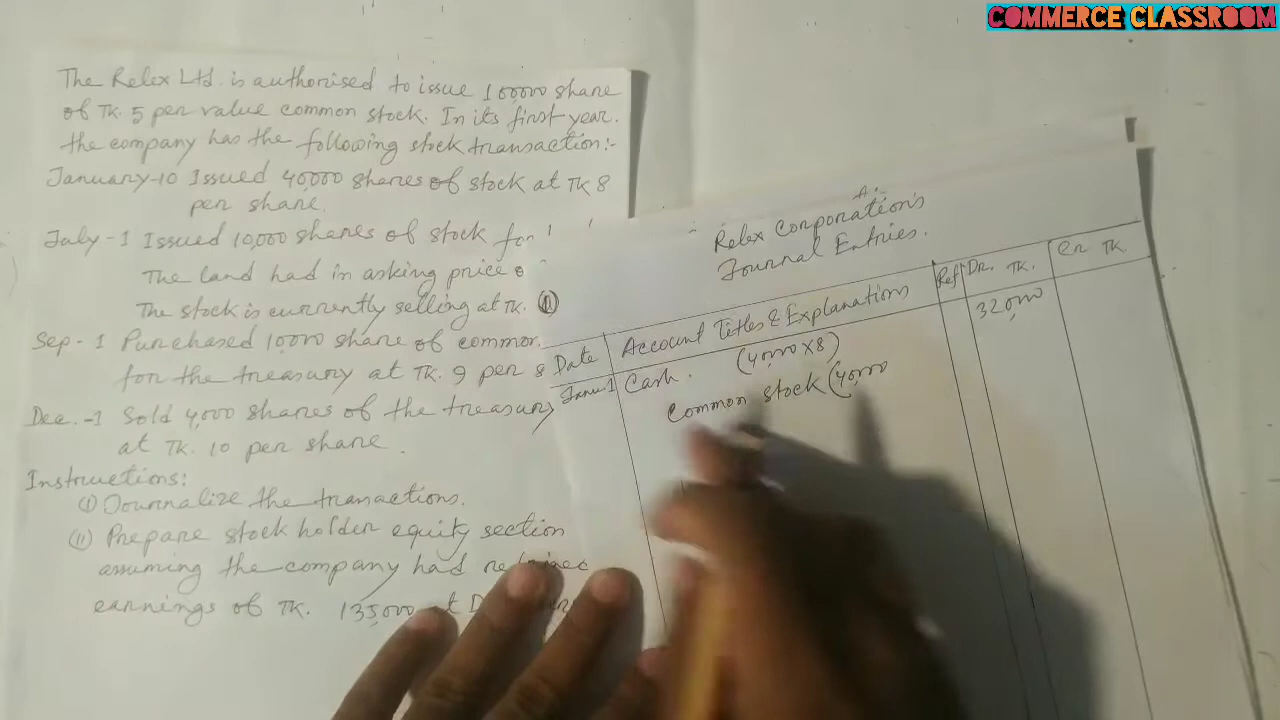 COMMERCE CLASSROOM
The Relex Ltd. is authorised to issue 100,000 share
of TK. 5 per value common stock. In its first year.
the company has the following stock transaction:-
January-10 Issued 40,000 shares of stock at TK 8
per share.
July-1 Issued 10,000 shares of stock for
The land had in asking price
The stock is currently selling at TK. 11
Sep-1 Purchased 10,000 share of common
for the treasury at TK. 9 per s
Dec.-1 Sold 4,000 shares of the treasury
at TK. 10 per share.
Instructions:
(i) Journalize the transactions.
(ii) Prepare stock holder equity section
assuming the company had
earnings of TK. 135,000 at
Relex Corporation's
Journal Entries.
Date Account Titles & Explanations Ref Dr. TK. Cr TK
Janu-1 Cash. (40,000×8) 32,000
Common stock (40,000